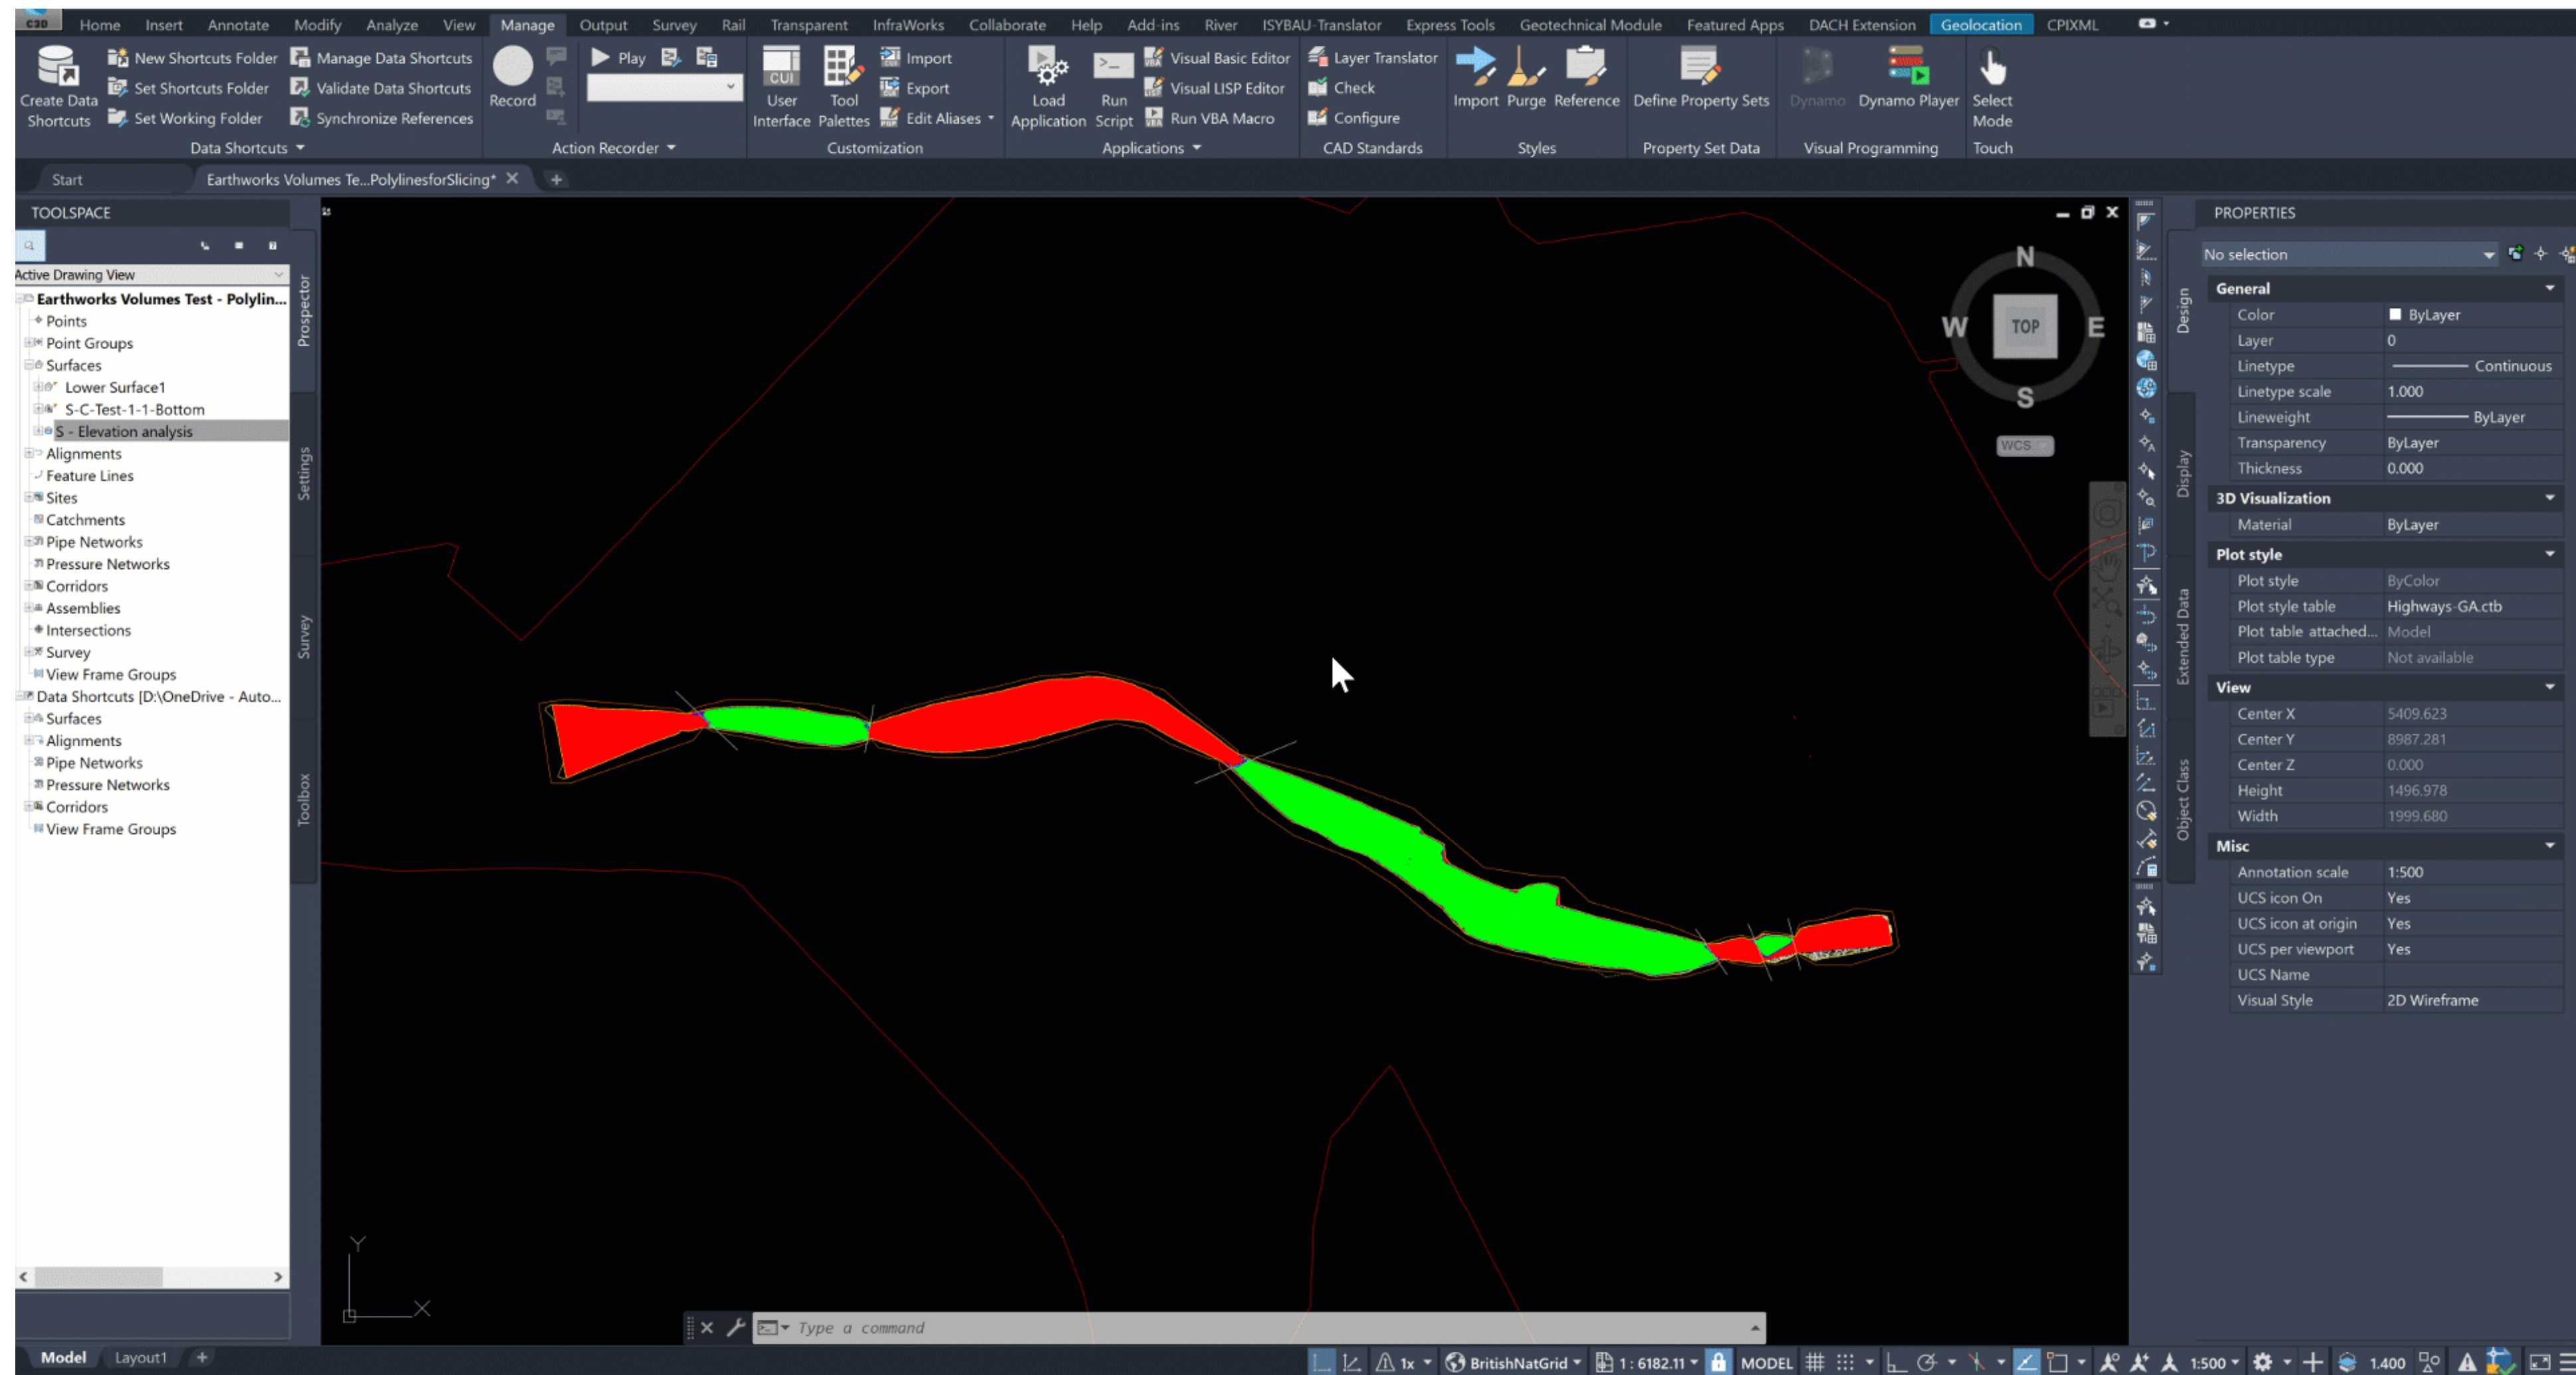 C3D
Home Insert Annotate Modify Analyze View Manage Output Survey Rail Transparent InfraWorks Collaborate Help Add-ins River ISYBAU-Translator Express Tools Geotechnical Module Featured Apps DACH Extension Geolocation CPIXML
Create Data Shortcuts
New Shortcuts Folder
Set Shortcuts Folder
Set Working Folder
Manage Data Shortcuts
Validate Data Shortcuts
Synchronize References
Data Shortcuts
Record
Play
Action Recorder
CUI
User Interface
Tool Palettes
Import
Export
Edit Aliases
Customization
Load Application
Run Script
Visual Basic Editor
Visual LISP Editor
Run VBA Macro
Applications
Layer Translator
Check
Configure
CAD Standards
Import Purge Reference
Styles
Define Property Sets
Property Set Data
Dynamo Dynamo Player
Visual Programming
Select Mode
Touch
Start
Earthworks Volumes Te...PolylinesforSlicing*
TOOLSPACE
Active Drawing View
Earthworks Volumes Test - Polylin...
Points
Point Groups
Surfaces
Lower Surface1
S-C-Test-1-1-Bottom
S - Elevation analysis
Alignments
Feature Lines
Sites
Catchments
Pipe Networks
Pressure Networks
Corridors
Assemblies
Intersections
Survey
View Frame Groups
Data Shortcuts [D:\OneDrive - Auto...
Surfaces
Alignments
Pipe Networks
Pressure Networks
Corridors
View Frame Groups
Prospector
Settings
Survey
Toolbox
N
W TOP E
S
WCS
Y
X
Type a command
PROPERTIES
No selection
Design
Display
Extended Data
Object Class
General
Color ByLayer
Layer 0
Linetype Continuous
Linetype scale 1.000
Lineweight ByLayer
Transparency ByLayer
Thickness 0.000
3D Visualization
Material ByLayer
Plot style
Plot style ByColor
Plot style table Highways-GA.ctb
Plot table attached... Model
Plot table type Not available
View
Center X 5409.623
Center Y 8987.281
Center Z 0.000
Height 1496.978
Width 1999.680
Misc
Annotation scale 1:500
UCS icon On Yes
UCS icon at origin Yes
UCS per viewport Yes
UCS Name
Visual Style 2D Wireframe
Model Layout1 +
1x BritishNatGrid 1 : 6182.11 MODEL 1:500 1.400